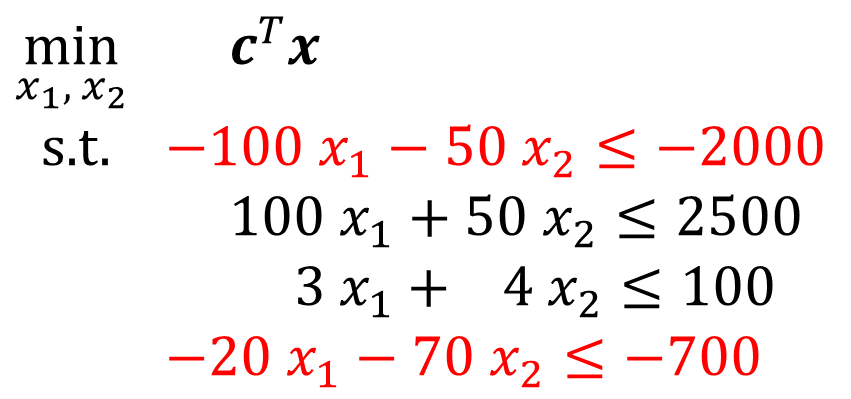 min c^T x
x₁, x₂
s.t. −100 x₁ − 50 x₂ ≤ −2000
100 x₁ + 50 x₂ ≤ 2500
3 x₁ + 4 x₂ ≤ 100
−20 x₁ − 70 x₂ ≤ −700